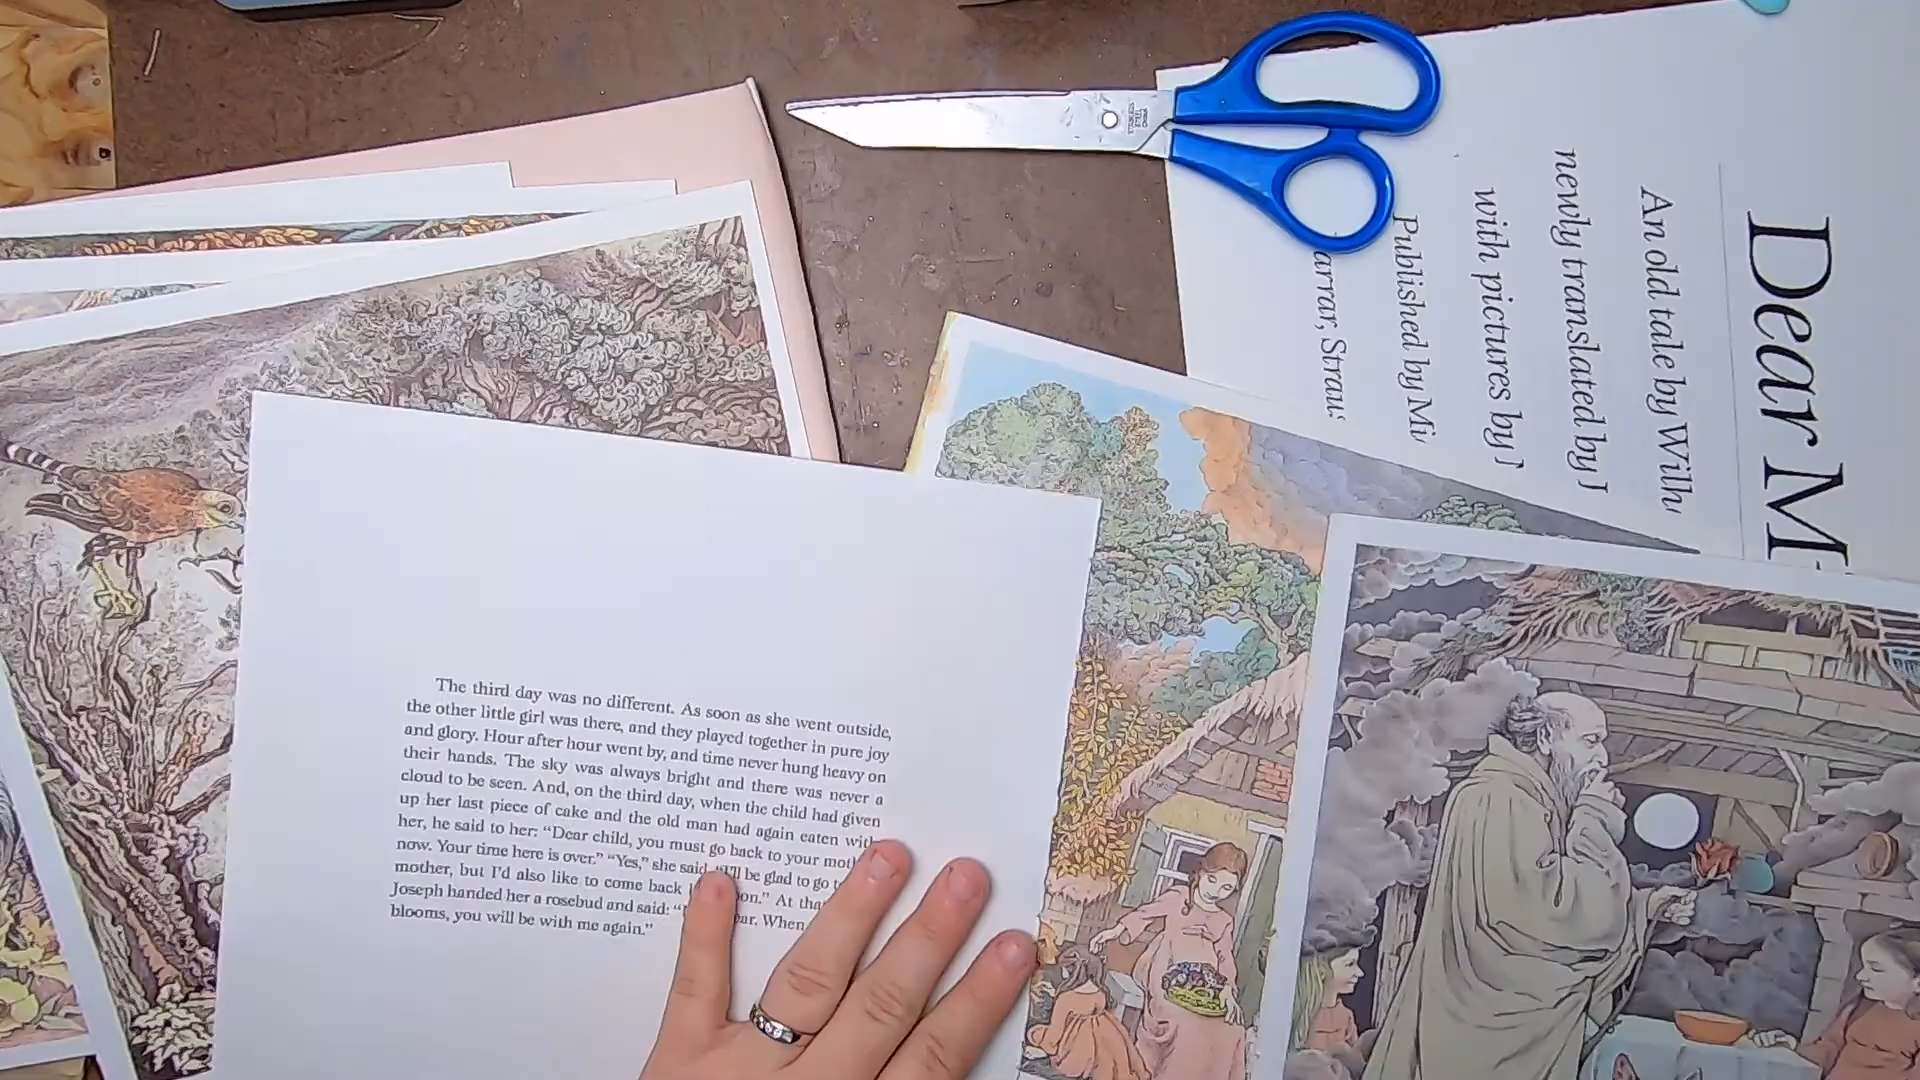 The third day was no different. As soon as she went outside,
the other little girl was there, and they played together in pure joy
and glory. Hour after hour went by, and time never hung heavy on
their hands. The sky was always bright and there was never a
cloud to be seen. And, on the third day, when the child had given
up her last piece of cake and the old man had again eaten with
her, he said to her: “Dear child, you must go back to your
now. Your time here is over.” “Yes,” she said, “I'll be glad to go
mother, but I'd also like to come back At
Joseph handed her a rosebud and said: When
blooms, you will be with me again.”
Dear
An old tale by
newly translated by
with pictures by
Published by